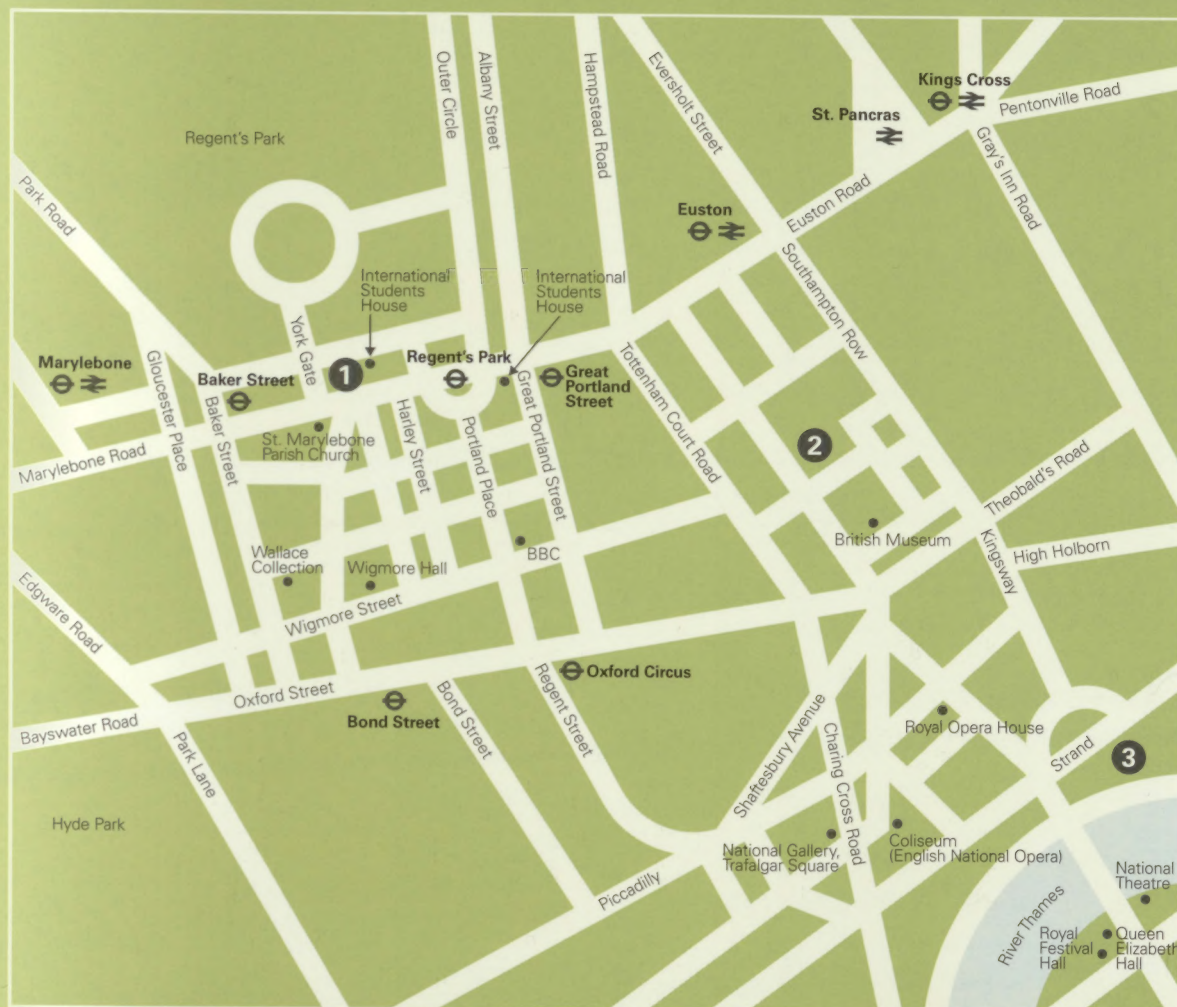 Kings Cross
Pentonville Road
St. Pancras
Gray's Inn Road
Outer Circle
Albany Street
Hampstead Road
Eversholt Street
Regent's Park
Park Road
Euston
Euston Road
Southampton Row
International
Students
House
International
Students
House
York Gate
Marylebone
Gloucester Place
Baker Street
1
Regent's Park
Great
Portland
Street
Tottenham Court Road
Marylebone Road
Baker Street
St. Marylebone
Parish Church
Harley Street
Portland Place
Great Portland Street
2
Theobald's Road
British Museum
Kingsway
High Holborn
Wallace
Collection
Wigmore Hall
BBC
Wigmore Street
Edgware Road
Oxford Street
Oxford Circus
Bayswater Road
Bond Street
Bond Street
Regent Street
Park Lane
Shaftesbury Avenue
Charing Cross Road
Royal Opera House
Strand
3
Hyde Park
National Gallery,
Trafalgar Square
Coliseum
(English National Opera)
Piccadilly
River Thames
National
Theatre
Royal
Festival
Hall
Queen
Elizabeth
Hall